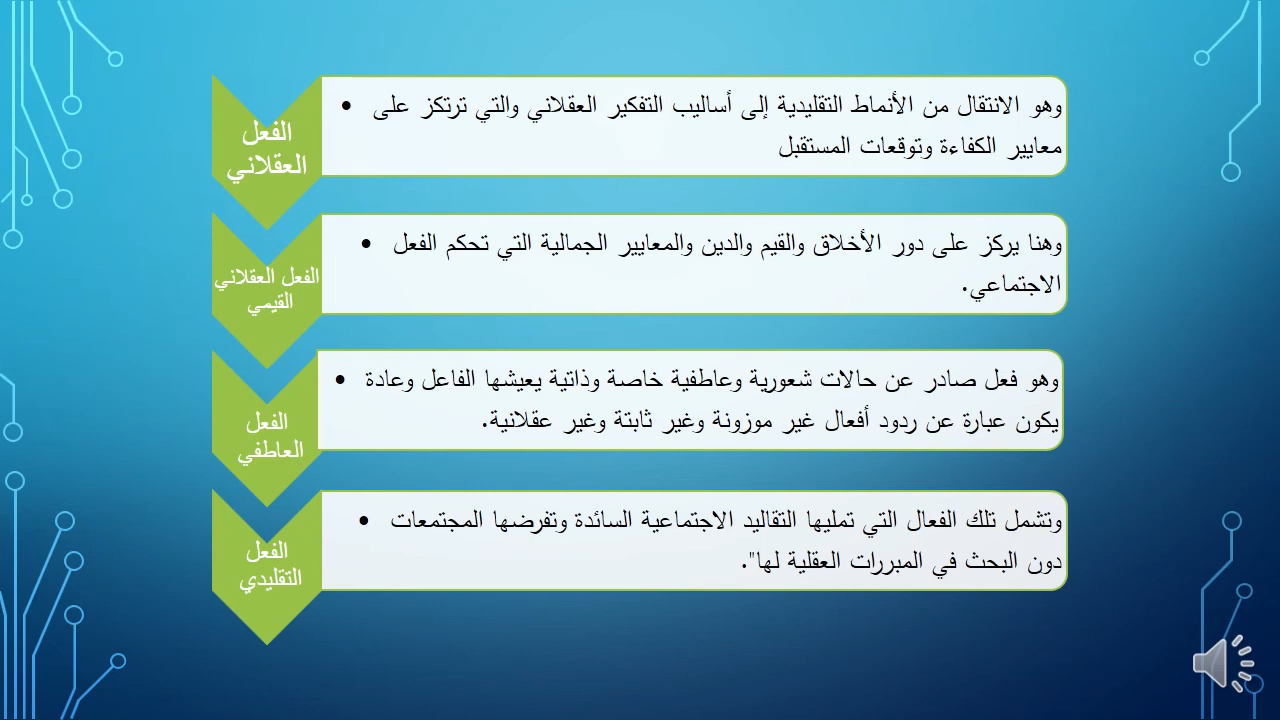 الفعل
العقلاني
وهو الانتقال من الأنماط التقليدية إلى أساليب التفكير العقلاني والتي ترتكز على •
معايير الكفاءة وتوقعات المستقبل
الفعل العقلاني
القيمي
وهنا يركز على دور الأخلاق والقيم والدين والمعايير الجمالية التي تحكم الفعل •
الاجتماعي.
الفعل
العاطفي
وهو فعل صادر عن حالات شعورية وعاطفية خاصة وذاتية يعيشها الفاعل وعادة •
يكون عبارة عن ردود أفعال غير موزونة وغير ثابتة وغير عقلانية.
الفعل
التقليدي
وتشمل تلك الفعال التي تمليها التقاليد الاجتماعية السائدة وتفرضها المجتمعات •
دون البحث في المبررات العقلية لها".